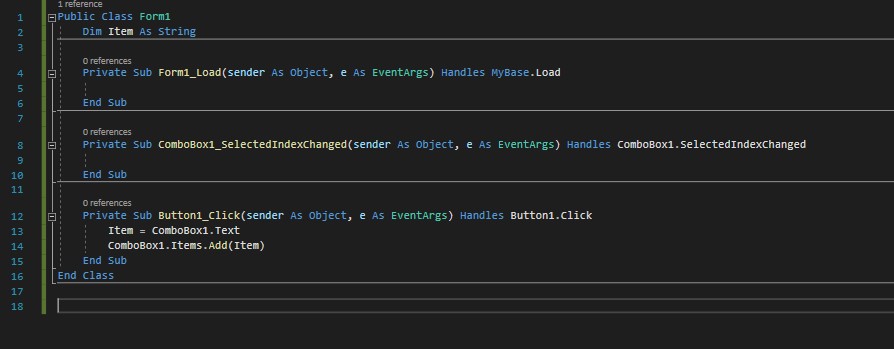 1 reference
1 Public Class Form1
2 Dim Item As String
3
0 references
4 Private Sub Form1_Load(sender As Object, e As EventArgs) Handles MyBase.Load
5
6 End Sub
7
0 references
8 Private Sub ComboBox1_SelectedIndexChanged(sender As Object, e As EventArgs) Handles ComboBox1.SelectedIndexChanged
9
10 End Sub
11
0 references
12 Private Sub Button1_Click(sender As Object, e As EventArgs) Handles Button1.Click
13 Item = ComboBox1.Text
14 ComboBox1.Items.Add(Item)
15 End Sub
16 End Class
17
18